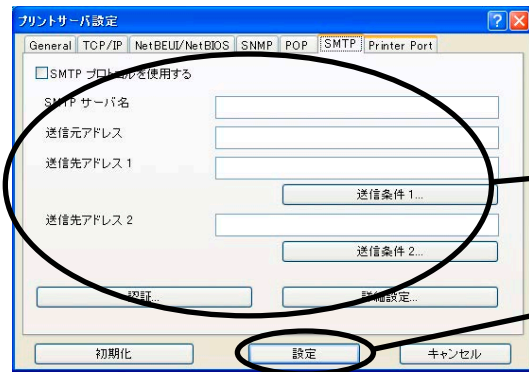 プリントサーバ設定
General TCP/IP NetBEUI/NetBIOS SNMP POP SMTP Printer Port
SMTP プロトコルを使用する
SMTP サーバ名
送信元アドレス
送信先アドレス 1
送信条件 1...
送信先アドレス 2
送信条件 2...
認証... 詳細設定...
初期化 設定 キャンセル